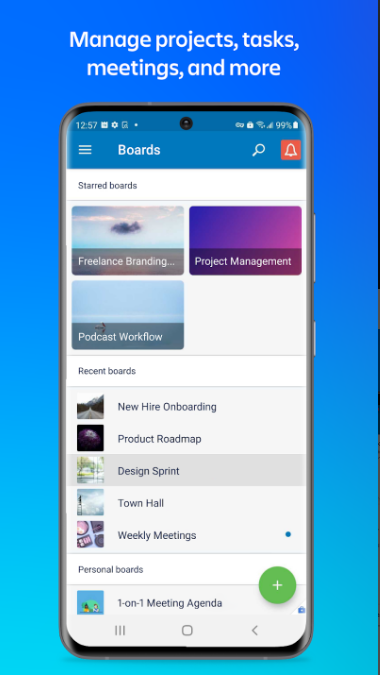 Manage projects, tasks,
meetings, and more
12:57
99%
Boards
Starred boards
Freelance Branding...
Project Management
Podcast Workflow
Recent boards
New Hire Onboarding
Product Roadmap
Design Sprint
Town Hall
Weekly Meetings
Personal boards
1-on-1 Meeting Agenda